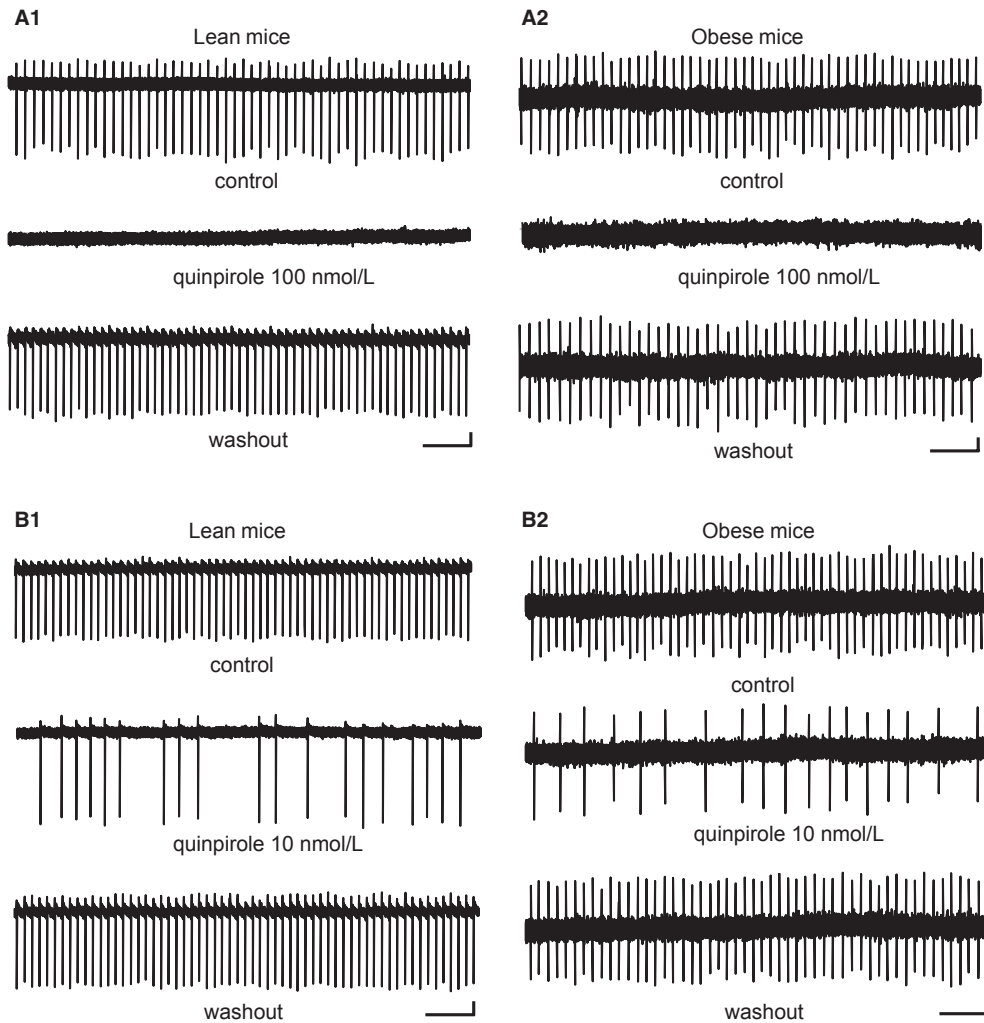 A1
Lean mice
control
quinpirole 100 nmol/L
washout
A2
Obese mice
control
quinpirole 100 nmol/L
washout
B1
Lean mice
control
quinpirole 10 nmol/L
washout
B2
Obese mice
control
quinpirole 10 nmol/L
washout